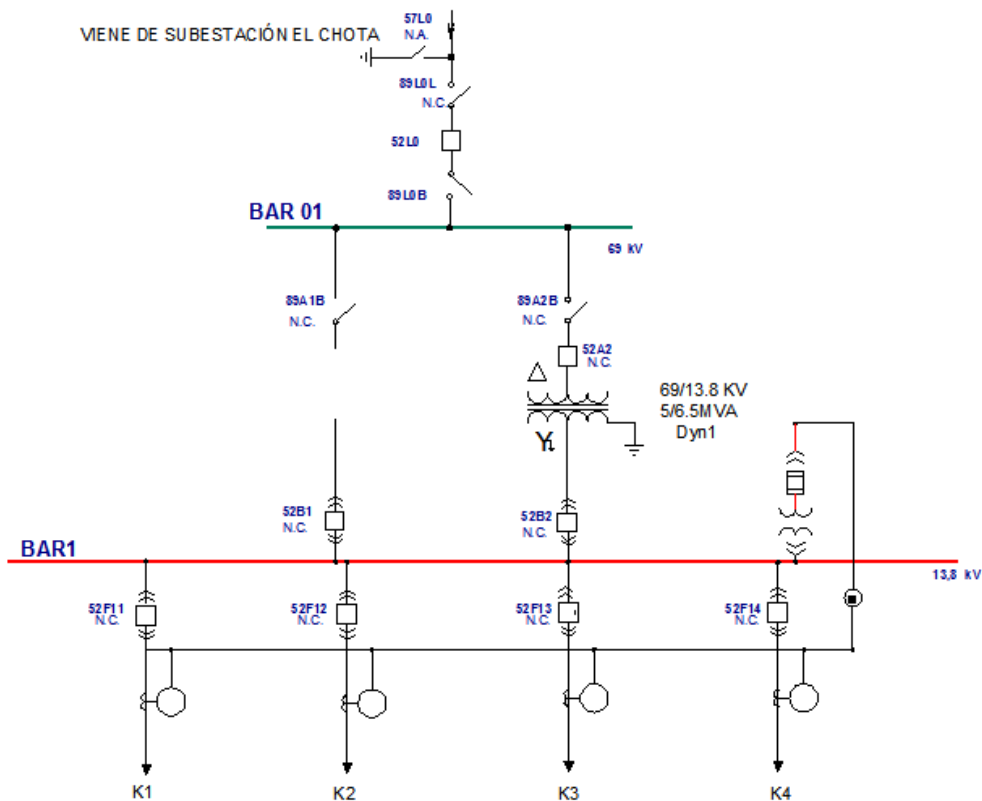 57L0
N.A.
VIENE DE SUBESTACIÓN EL CHOTA
89L0L
N.C.
52L0
89L0B
BAR 01
69 kV
89A1B
N.C.
89A2B
N.C.
52A2
N.C.
69/13.8 KV
5/6.5MVA
Dyn1
52B1
N.C.
52B2
N.C.
BAR1
13,8 kV
52F11
N.C.
52F12
N.C.
52F13
N.C.
52F14
N.C.
K1
K2
K3
K4